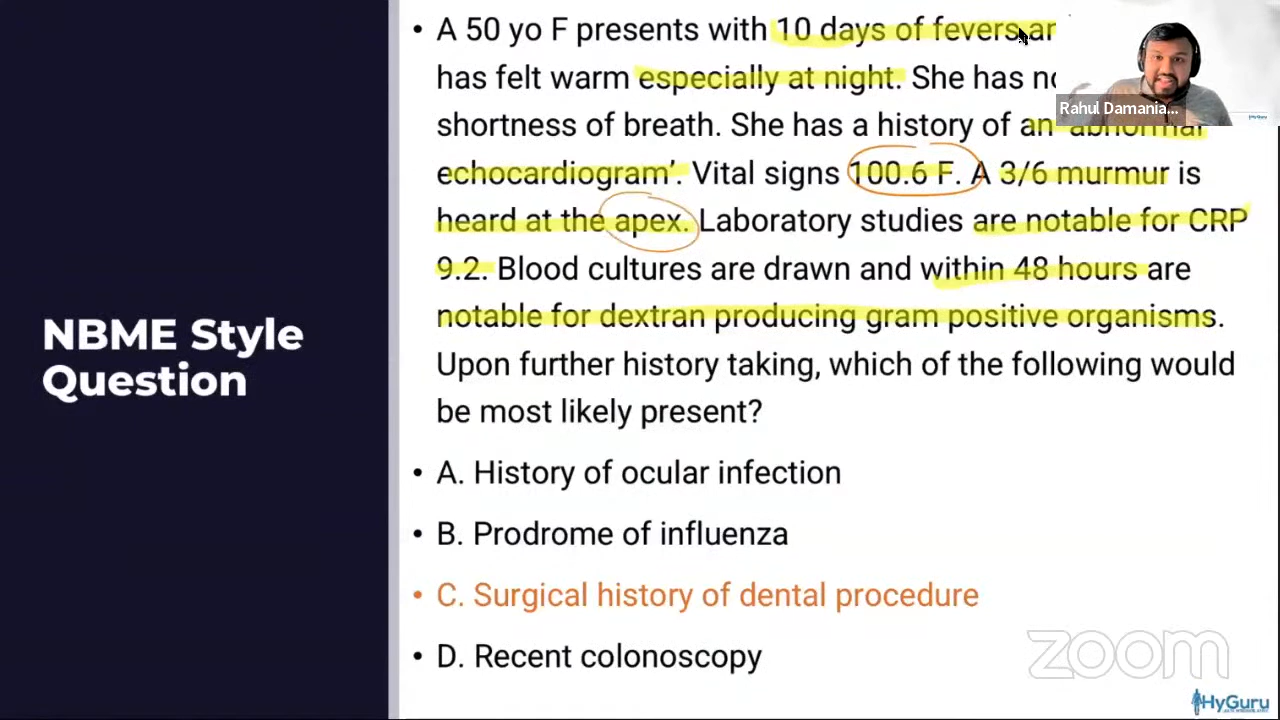 NBME Style
Question
• A 50 yo F presents with 10 days of fevers
has felt warm especially at night. She has
shortness of breath. She has a history of an 'abnormal
echocardiogram'. Vital signs 100.6 F. A 3/6 murmur is
heard at the apex. Laboratory studies are notable for CRP
9.2. Blood cultures are drawn and within 48 hours are
notable for dextran producing gram positive organisms.
Upon further history taking, which of the following would
be most likely present?
• A. History of ocular infection
• B. Prodrome of influenza
• C. Surgical history of dental procedure
• D. Recent colonoscopy
Rahul Damania...
zoom
HyGuru